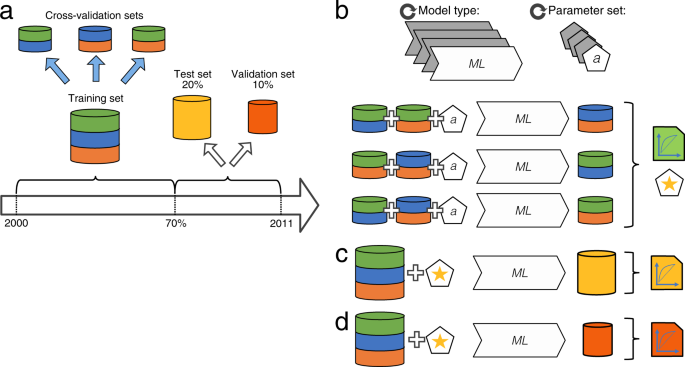 a
Cross-validation sets
Training set
Test set
20%
Validation set
10%
2000
70%
2011
b
Model type:
Parameter set:
ML
a
a
ML
a
ML
a
ML
c
ML
d
ML